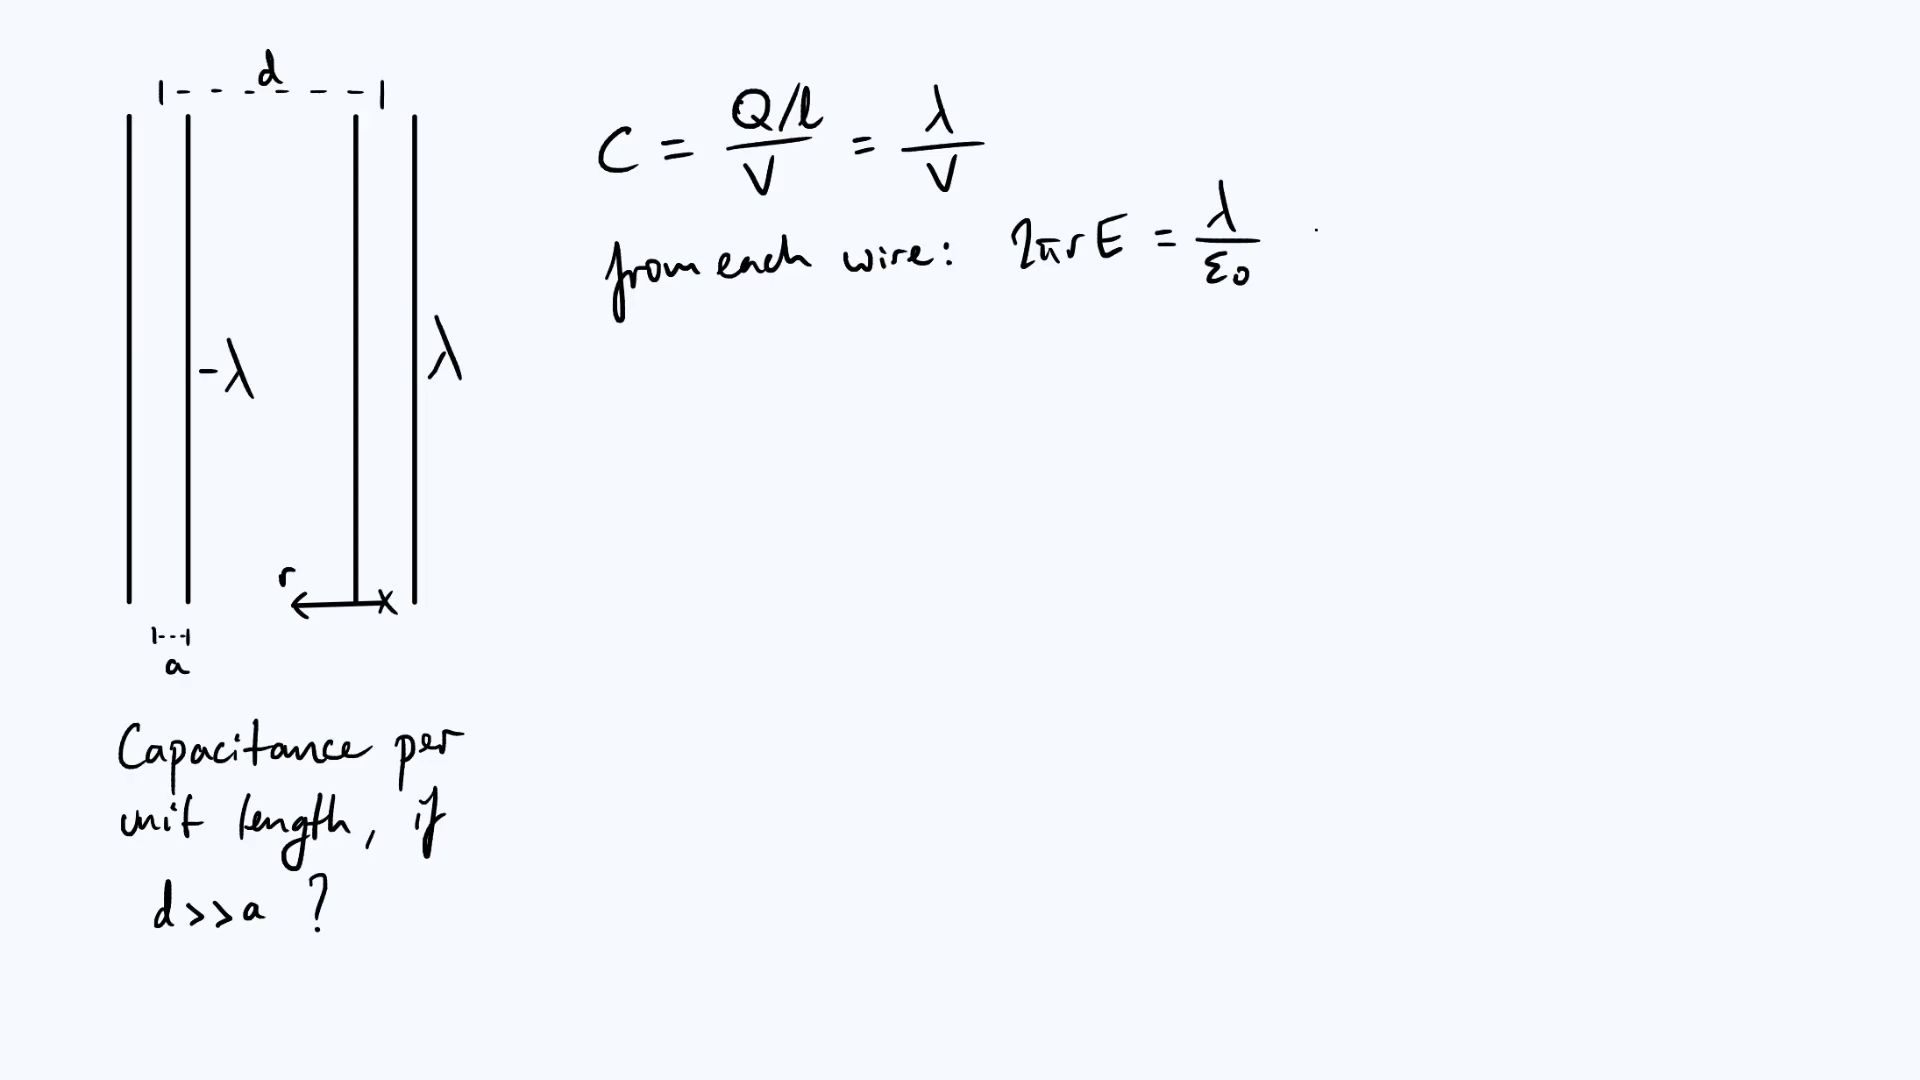 d
C = Q/l / V = λ / V
from each wire: 2πrE = λ / ε₀
-λ
λ
r
a
Capacitance per
unit length, if
d>>a ?